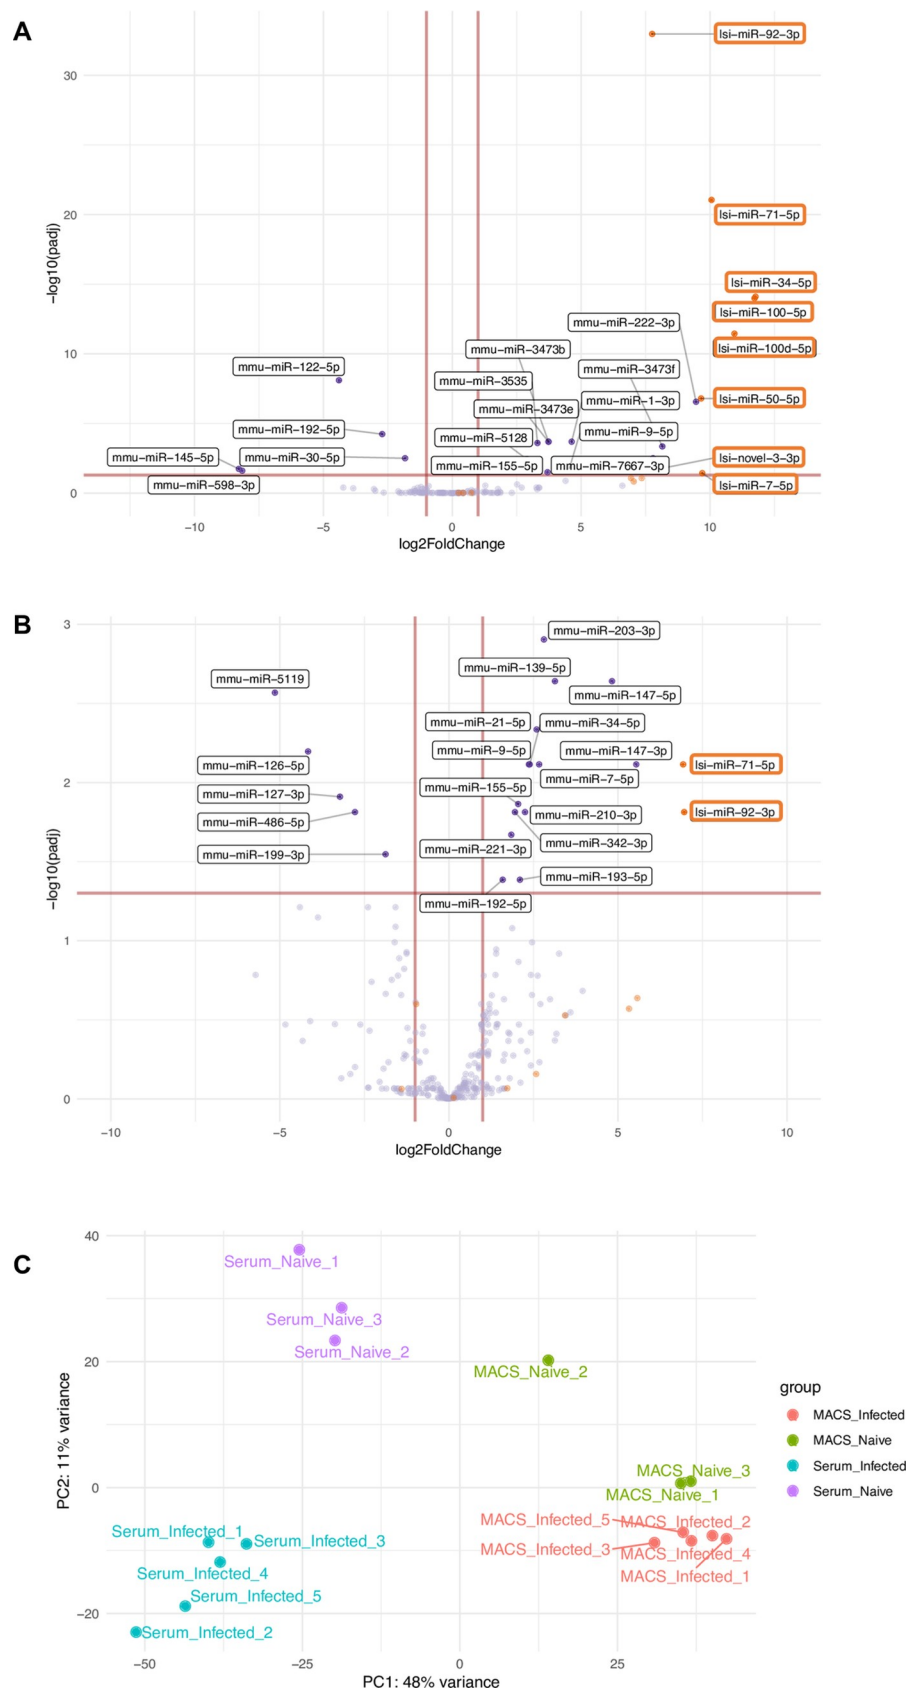 A
lsi−miR−92−3p
30
20
lsi−miR−71−5p
−log10(padj)
lsi−miR−34−5p
lsi−miR−100−5p
mmu−miR−222−3p
lsi−miR−100d−5p
mmu−miR−3473b
10
mmu−miR−122−5p
mmu−miR−3473f
mmu−miR−3535
lsi−miR−50−5p
mmu−miR−1−3p
mmu−miR−3473e
mmu−miR−192−5p
mmu−miR−9−5p
mmu−miR−5128
mmu−miR−145−5p
mmu−miR−30−5p
lsi−novel−3−3p
mmu−miR−155−5p
mmu−miR−7667−3p
mmu−miR−598−3p
lsi−miR−7−5p
0
−10 −5 0 5 10
log2FoldChange
B
3
mmu−miR−203−3p
mmu−miR−139−5p
mmu−miR−5119
mmu−miR−147−5p
mmu−miR−21−5p
mmu−miR−34−5p
mmu−miR−9−5p
mmu−miR−147−3p
2
mmu−miR−126−5p
lsi−miR−71−5p
mmu−miR−7−5p
mmu−miR−155−5p
mmu−miR−127−3p
lsi−miR−92−3p
mmu−miR−210−3p
mmu−miR−486−5p
mmu−miR−342−3p
mmu−miR−221−3p
mmu−miR−199−3p
−log10(padj)
mmu−miR−193−5p
mmu−miR−192−5p
1
0
−10 −5 0 5 10
log2FoldChange
C
40
Serum_Naive_1
Serum_Naive_3
Serum_Naive_2
20
MACS_Naive_2
PC2: 11% variance
MACS_Naive_3
0
MACS_Naive_1
MACS_Infected_5
MACS_Infected_2
Serum_Infected_1
Serum_Infected_3
MACS_Infected_3
MACS_Infected_4
Serum_Infected_4
MACS_Infected_1
Serum_Infected_5
−20
Serum_Infected_2
−50 −25 0 25
PC1: 48% variance
group
MACS_Infected
MACS_Naive
Serum_Infected
Serum_Naive